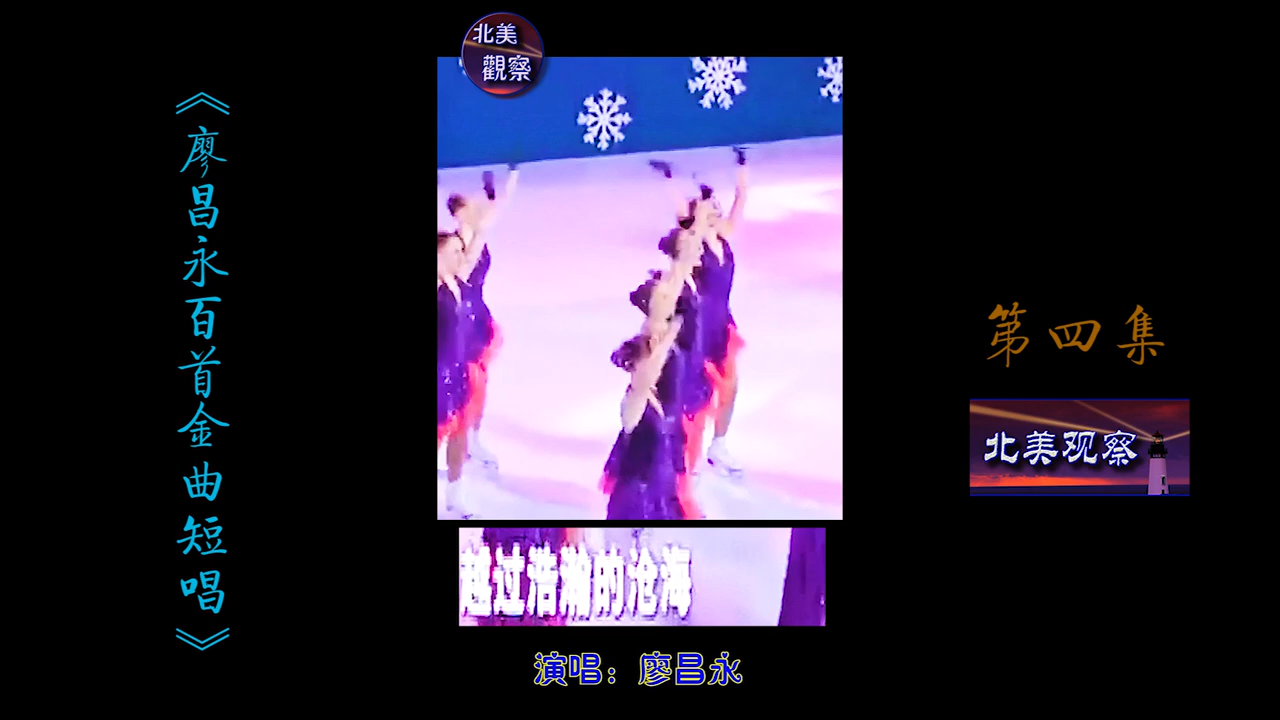 北美
觀察
《廖昌永百首金曲短唱》
第四集
北美观察
越过浩瀚的沧海
演唱：廖昌永